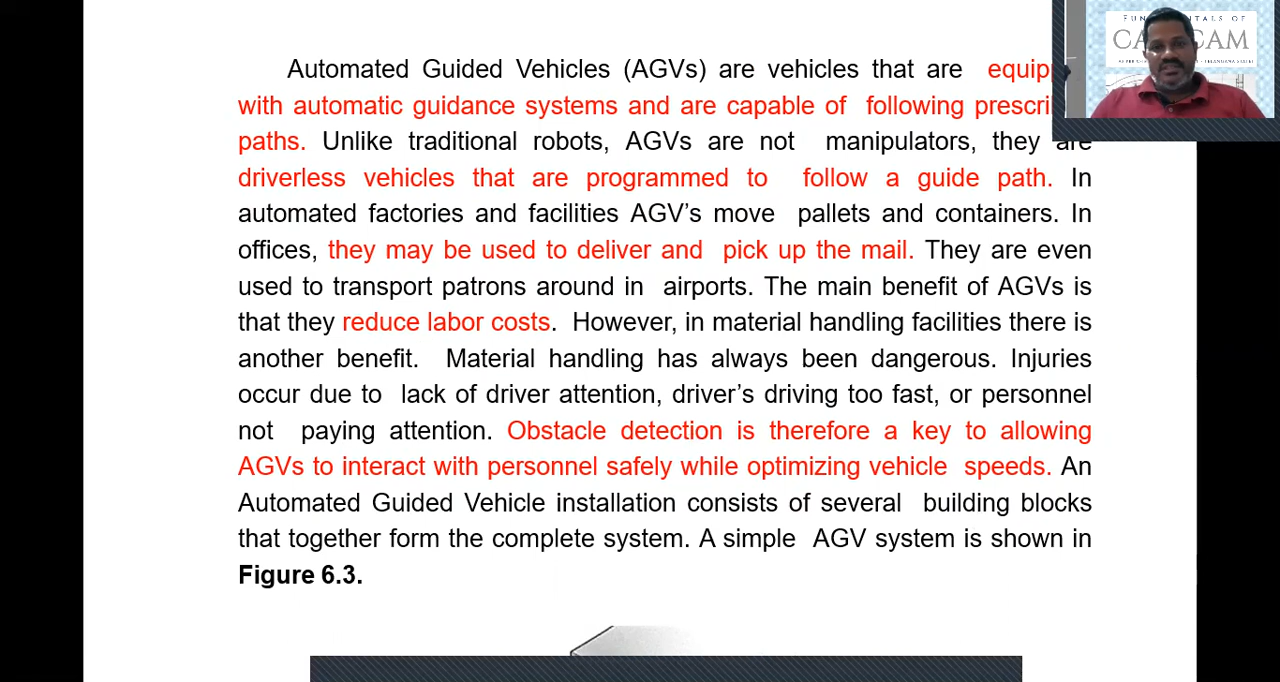 Automated Guided Vehicles (AGVs) are vehicles that are
with automatic guidance systems and are capable of following
paths. Unlike traditional robots, AGVs are not manipulators, they are
driverless vehicles that are programmed to follow a guide path. In
automated factories and facilities AGV's move pallets and containers. In
offices, they may be used to deliver and pick up the mail. They are even
used to transport patrons around in airports. The main benefit of AGVs is
that they reduce labor costs. However, in material handling facilities there is
another benefit. Material handling has always been dangerous. Injuries
occur due to lack of driver attention, driver's driving too fast, or personnel
not paying attention. Obstacle detection is therefore a key to allowing
AGVs to interact with personnel safely while optimizing vehicle speeds. An
Automated Guided Vehicle installation consists of several building blocks
that together form the complete system. A simple AGV system is shown in
Figure 6.3.
OF